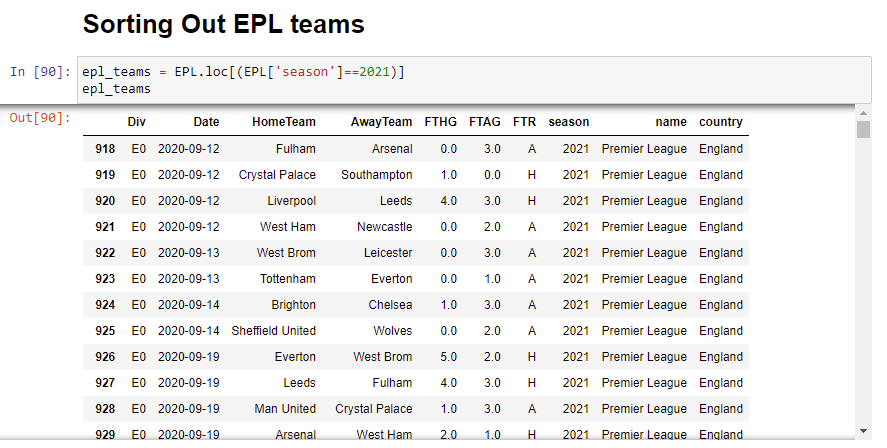 Sorting Out EPL teams
In [90]: epl_teams = EPL.loc[(EPL['season']==2021)]
epl_teams
Out[90]:
Div Date HomeTeam AwayTeam FTHG FTAG FTR season name country
918 E0 2020-09-12 Fulham Arsenal 0.0 3.0 A 2021 Premier League England
919 E0 2020-09-12 Crystal Palace Southampton 1.0 0.0 H 2021 Premier League England
920 E0 2020-09-12 Liverpool Leeds 4.0 3.0 H 2021 Premier League England
921 E0 2020-09-12 West Ham Newcastle 0.0 2.0 A 2021 Premier League England
922 E0 2020-09-13 West Brom Leicester 0.0 3.0 A 2021 Premier League England
923 E0 2020-09-13 Tottenham Everton 0.0 1.0 A 2021 Premier League England
924 E0 2020-09-14 Brighton Chelsea 1.0 3.0 A 2021 Premier League England
925 E0 2020-09-14 Sheffield United Wolves 0.0 2.0 A 2021 Premier League England
926 E0 2020-09-19 Everton West Brom 5.0 2.0 H 2021 Premier League England
927 E0 2020-09-19 Leeds Fulham 4.0 3.0 H 2021 Premier League England
928 E0 2020-09-19 Man United Crystal Palace 1.0 3.0 A 2021 Premier League England
929 E0 2020-09-19 Arsenal West Ham 2.0 1.0 H 2021 Premier League England